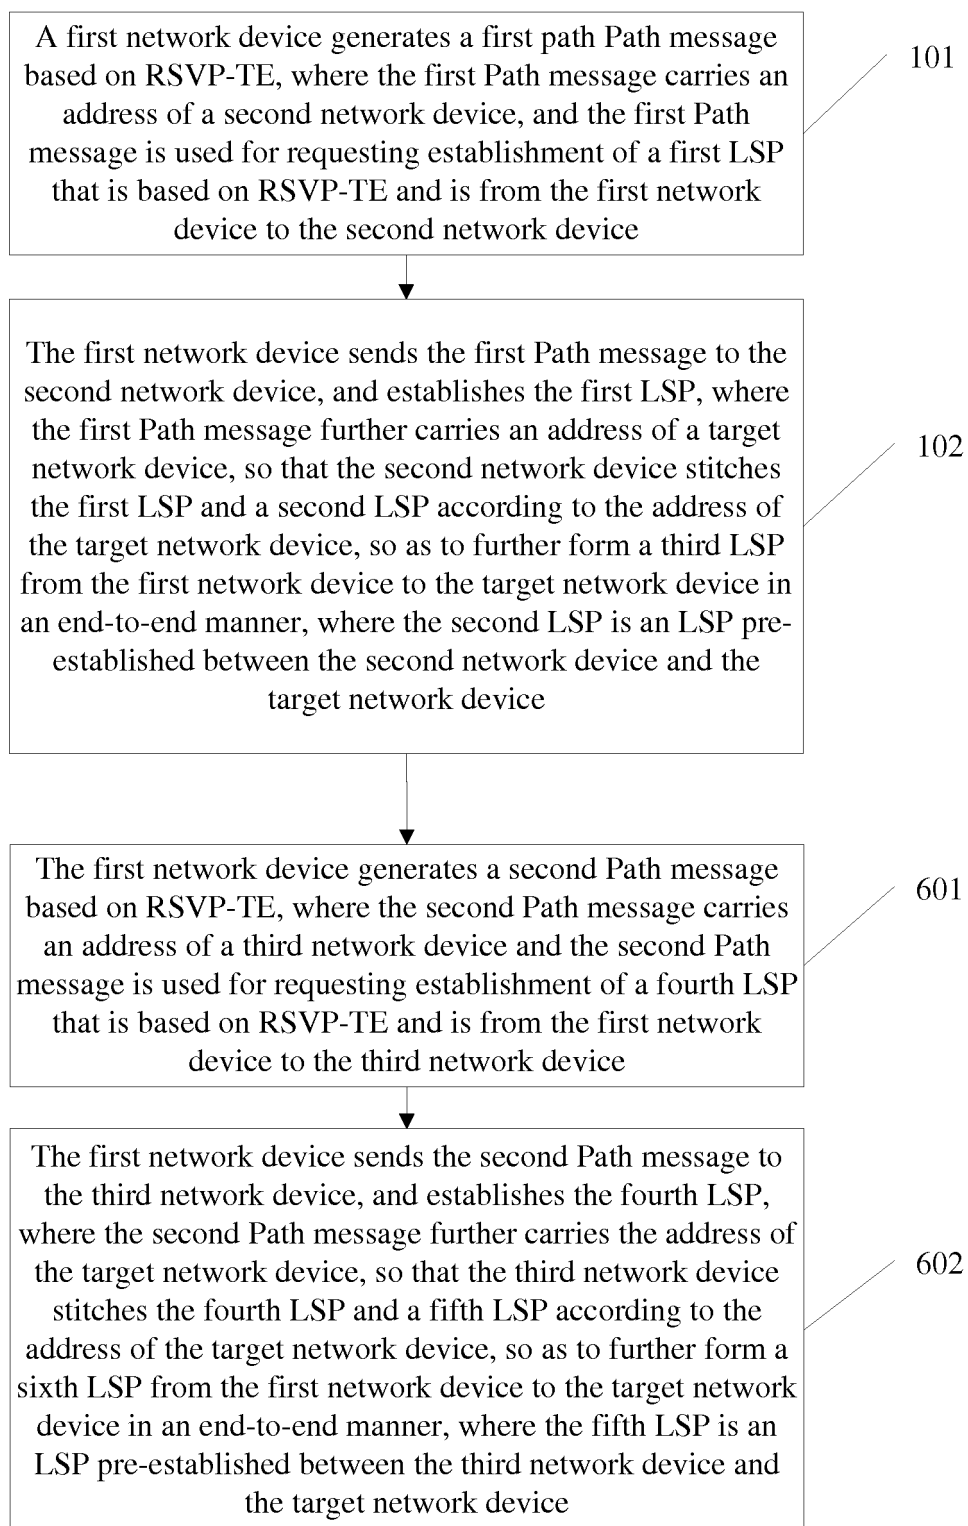 A first network device generates a first path Path message
based on RSVP-TE, where the first Path message carries an
address of a second network device, and the first Path
message is used for requesting establishment of a first LSP
that is based on RSVP-TE and is from the first network
device to the second network device
101
The first network device sends the first Path message to the
second network device, and establishes the first LSP, where
the first Path message further carries an address of a target
network device, so that the second network device stitches
the first LSP and a second LSP according to the address of
the target network device, so as to further form a third LSP
from the first network device to the target network device in
an end-to-end manner, where the second LSP is an LSP pre-
established between the second network device and the
target network device
102
The first network device generates a second Path message
based on RSVP-TE, where the second Path message carries
an address of a third network device and the second Path
message is used for requesting establishment of a fourth LSP
that is based on RSVP-TE and is from the first network
device to the third network device
601
The first network device sends the second Path message to
the third network device, and establishes the fourth LSP,
where the second Path message further carries the address of
the target network device, so that the third network device
stitches the fourth LSP and a fifth LSP according to the
address of the target network device, so as to further form a
sixth LSP from the first network device to the target network
device in an end-to-end manner, where the fifth LSP is an
LSP pre-established between the third network device and
the target network device
602